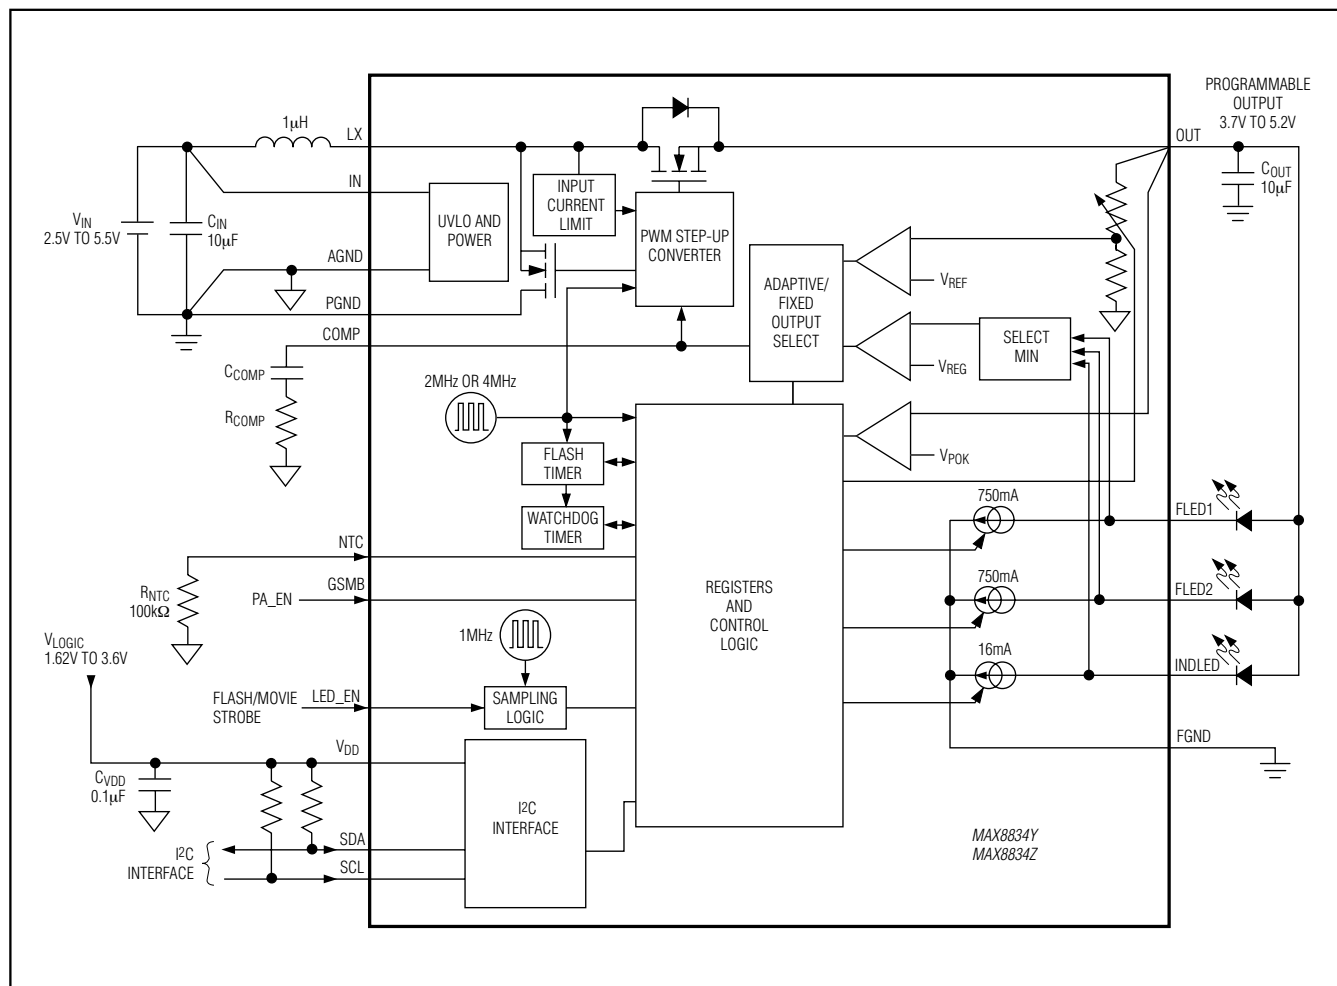 PROGRAMMABLE
OUTPUT
3.7V TO 5.2V
1µH
LX
OUT
IN
COUT
10µF
VIN
2.5V TO 5.5V
CIN
10µF
UVLO AND
POWER
INPUT
CURRENT
LIMIT
PWM STEP-UP
CONVERTER
AGND
PGND
ADAPTIVE/
FIXED
OUTPUT
SELECT
VREF
COMP
SELECT
MIN
VREG
CCOMP
RCOMP
2MHz OR 4MHz
FLASH
TIMER
VPOK
WATCHDOG
TIMER
750mA
FLED1
NTC
RNTC
100kΩ
GSMB
PA_EN
REGISTERS
AND
CONTROL
LOGIC
750mA
FLED2
1MHz
VLOGIC
1.62V TO 3.6V
16mA
INDLED
FLASH/MOVIE
STROBE
LED_EN
SAMPLING
LOGIC
VDD
FGND
CVDD
0.1µF
I2C
INTERFACE
SDA
I2C
INTERFACE
SCL
MAX8834Y
MAX8834Z